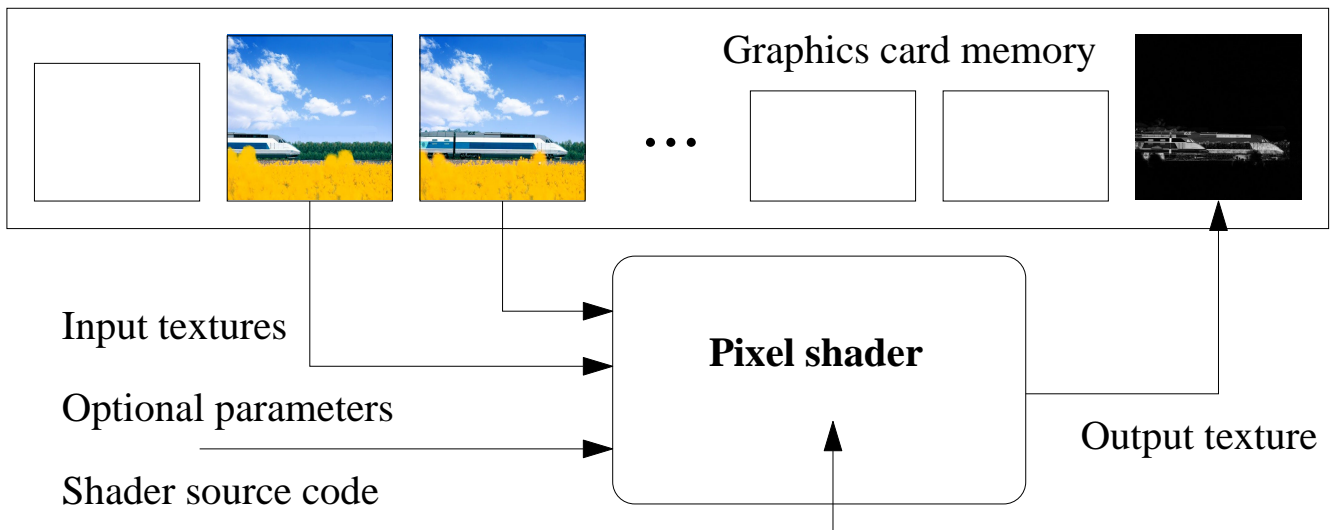 Graphics card memory
Input textures
Pixel shader
Optional parameters
Output texture
Shader source code